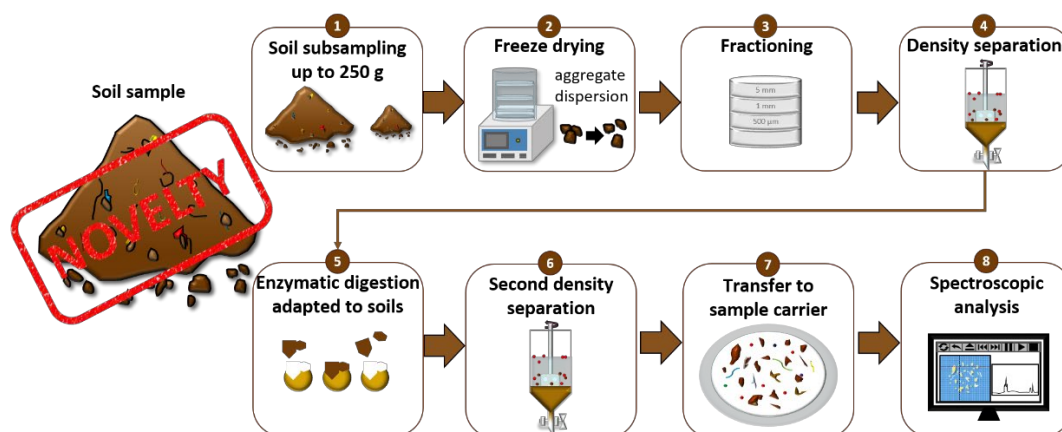 Soil sample
NOVELTY
1
Soil subsampling
up to 250 g
2
Freeze drying
aggregate
dispersion
3
Fractioning
5 mm
1 mm
500 µm
4
Density separation
5
Enzymatic digestion
adapted to soils
6
Second density
separation
7
Transfer to
sample carrier
8
Spectroscopic
analysis